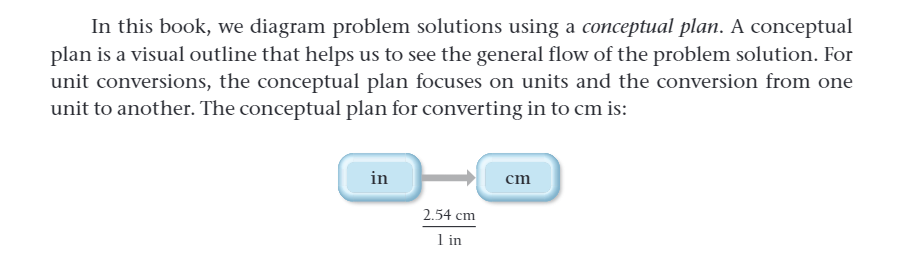 In this book, we diagram problem solutions using a conceptual plan. A conceptual
plan is a visual outline that helps us to see the general flow of the problem solution. For
unit conversions, the conceptual plan focuses on units and the conversion from one
unit to another. The conceptual plan for converting in to cm is:
in
cm
2.54 cm
1 in